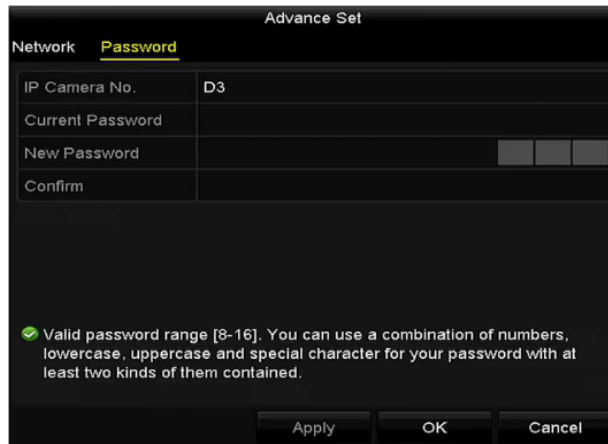 Advance Set
Network Password
IP Camera No. D3
Current Password
New Password
Confirm
Valid password range [8-16]. You can use a combination of numbers,
lowercase, uppercase and special character for your password with at
least two kinds of them contained.
Apply OK Cancel